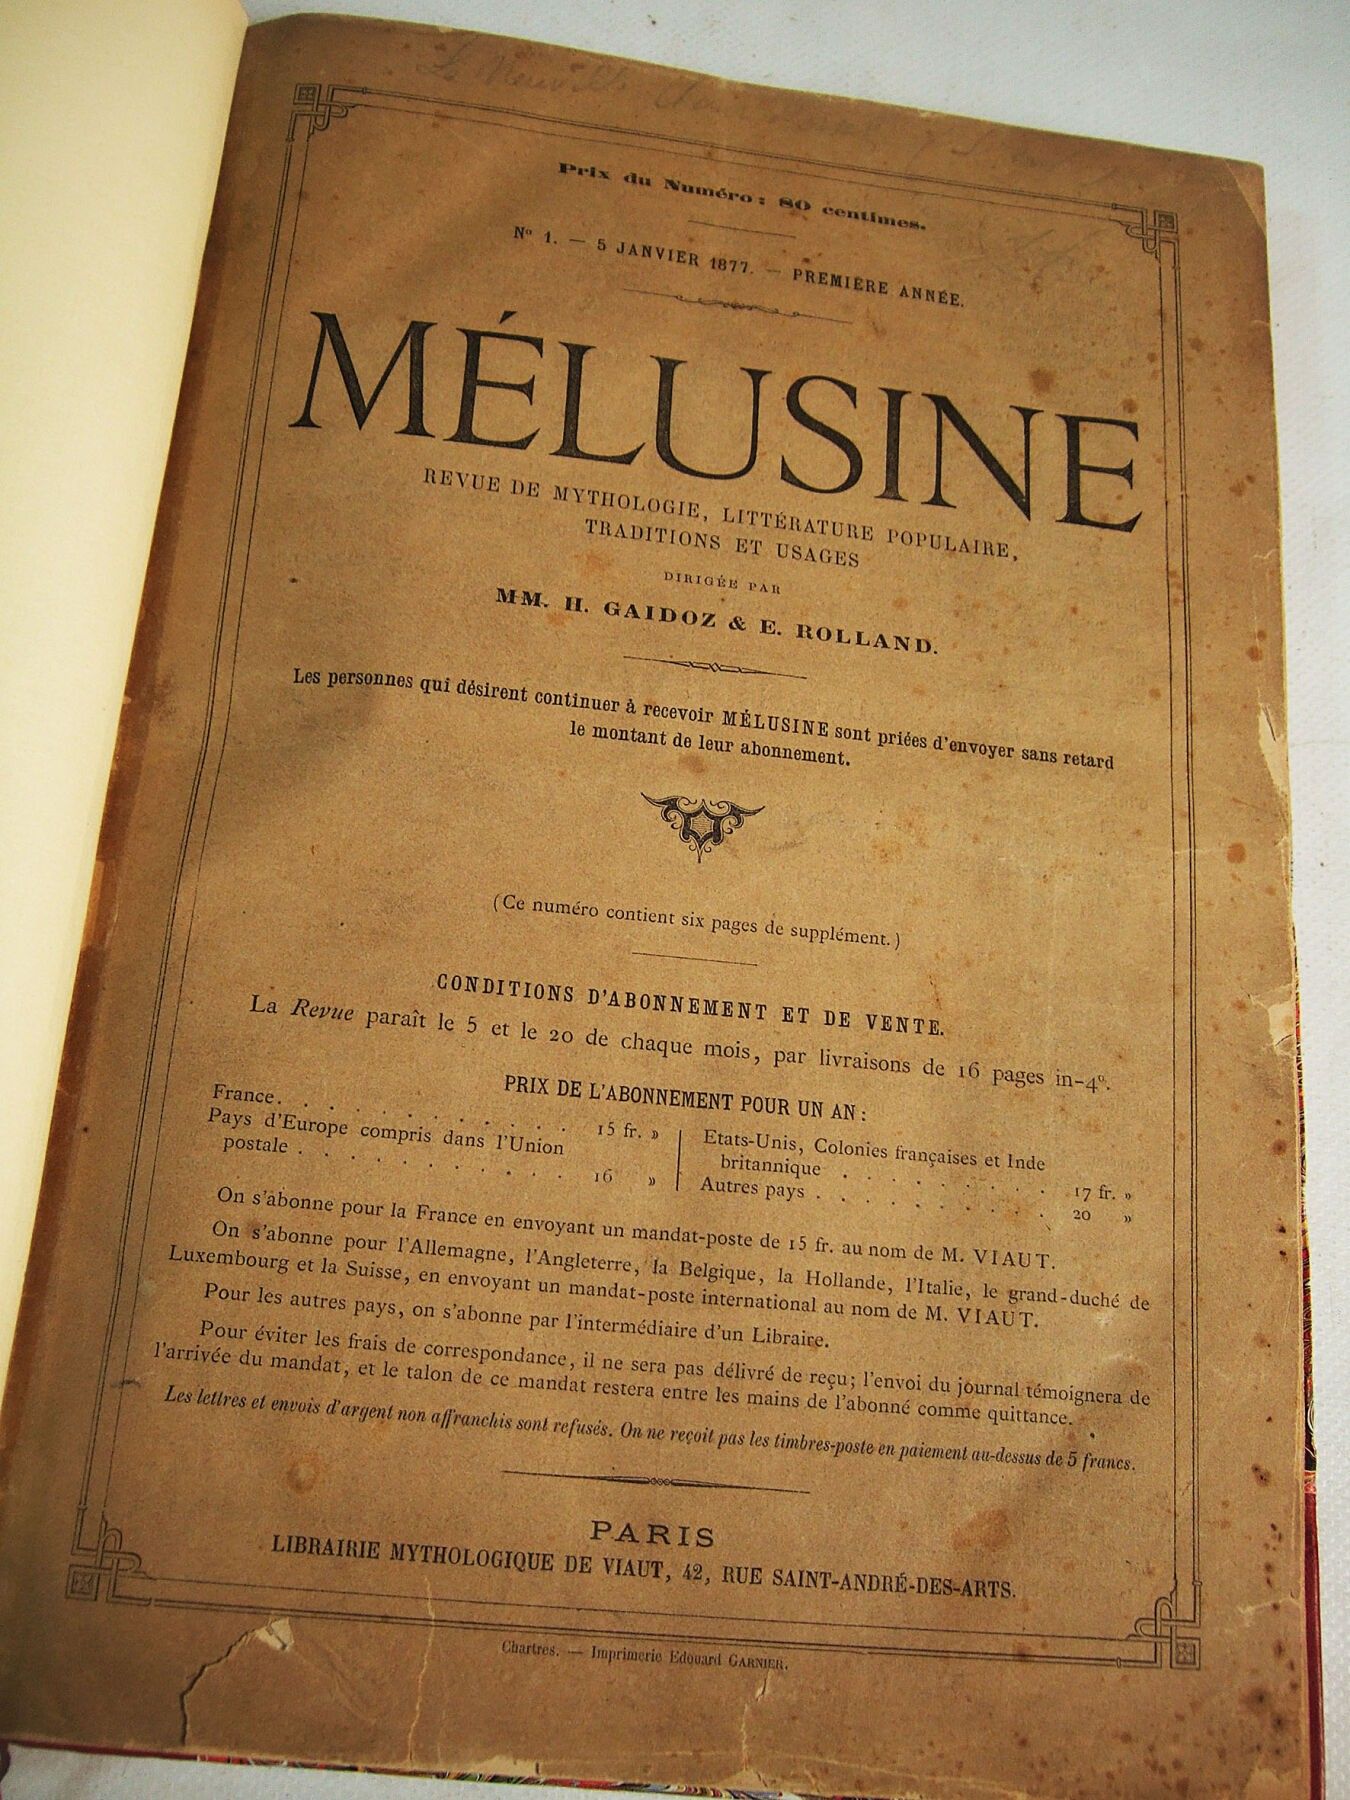 Prix du Numéro : 80 centimes.
No 1. — 5 JANVIER 1877. — PREMIÈRE ANNÉE.
MÉLUSINE
REVUE DE MYTHOLOGIE, LITTÉRATURE POPULAIRE,
TRADITIONS ET USAGES
DIRIGÉE PAR
MM. H. GAIDOZ & E. ROLLAND.
Les personnes qui désirent continuer à recevoir MÉLUSINE sont priées d'envoyer sans retard
le montant de leur abonnement.
(Ce numéro contient six pages de supplément.)
CONDITIONS D'ABONNEMENT ET DE VENTE.
La Revue paraît le 5 et le 20 de chaque mois, par livraisons de 16 pages in-4º.
PRIX DE L'ABONNEMENT POUR UN AN :
France. . . . . . . . . . . . . 15 fr. »
Pays d'Europe compris dans l'Union
postale . . . . . . . . . . . 16 »
Etats-Unis, Colonies françaises et Inde
britannique . . . . . . . . . 17 fr. »
Autres pays . . . . . . . . . 20 »
On s'abonne pour la France en envoyant un mandat-poste de 15 fr. au nom de M. VIAUT.
On s'abonne pour l'Allemagne, l'Angleterre, la Belgique, la Hollande, l'Italie, le grand-duché de
Luxembourg et la Suisse, en envoyant un mandat-poste international au nom de M. VIAUT.
Pour les autres pays, on s'abonne par l'intermédiaire d'un Libraire.
Pour éviter les frais de correspondance, il ne sera pas délivré de reçu; l'envoi du journal témoignera de
l'arrivée du mandat, et le talon de ce mandat restera entre les mains de l'abonné comme quittance.
Les lettres et envois d'argent non affranchis sont refusés. On ne reçoit pas les timbres-poste en paiement au-dessus de 5 francs.
PARIS
LIBRAIRIE MYTHOLOGIQUE DE VIAUT, 42, RUE SAINT-ANDRÉ-DES-ARTS.
Chartres. — Imprimerie Edouard GARNIER.